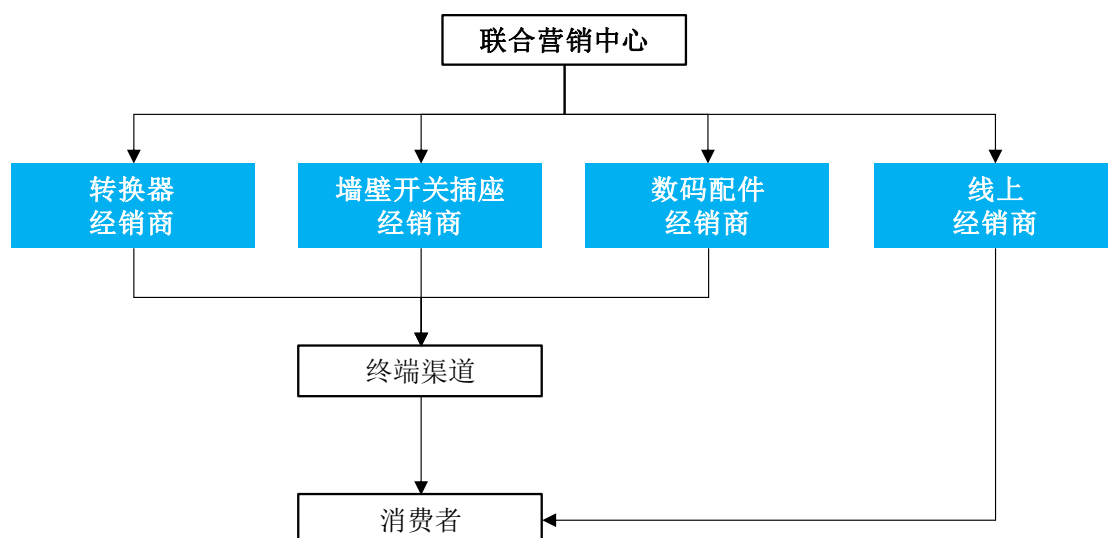 联合营销中心
转换器
经销商
墙壁开关插座
经销商
数码配件
经销商
线上
经销商
终端渠道
消费者